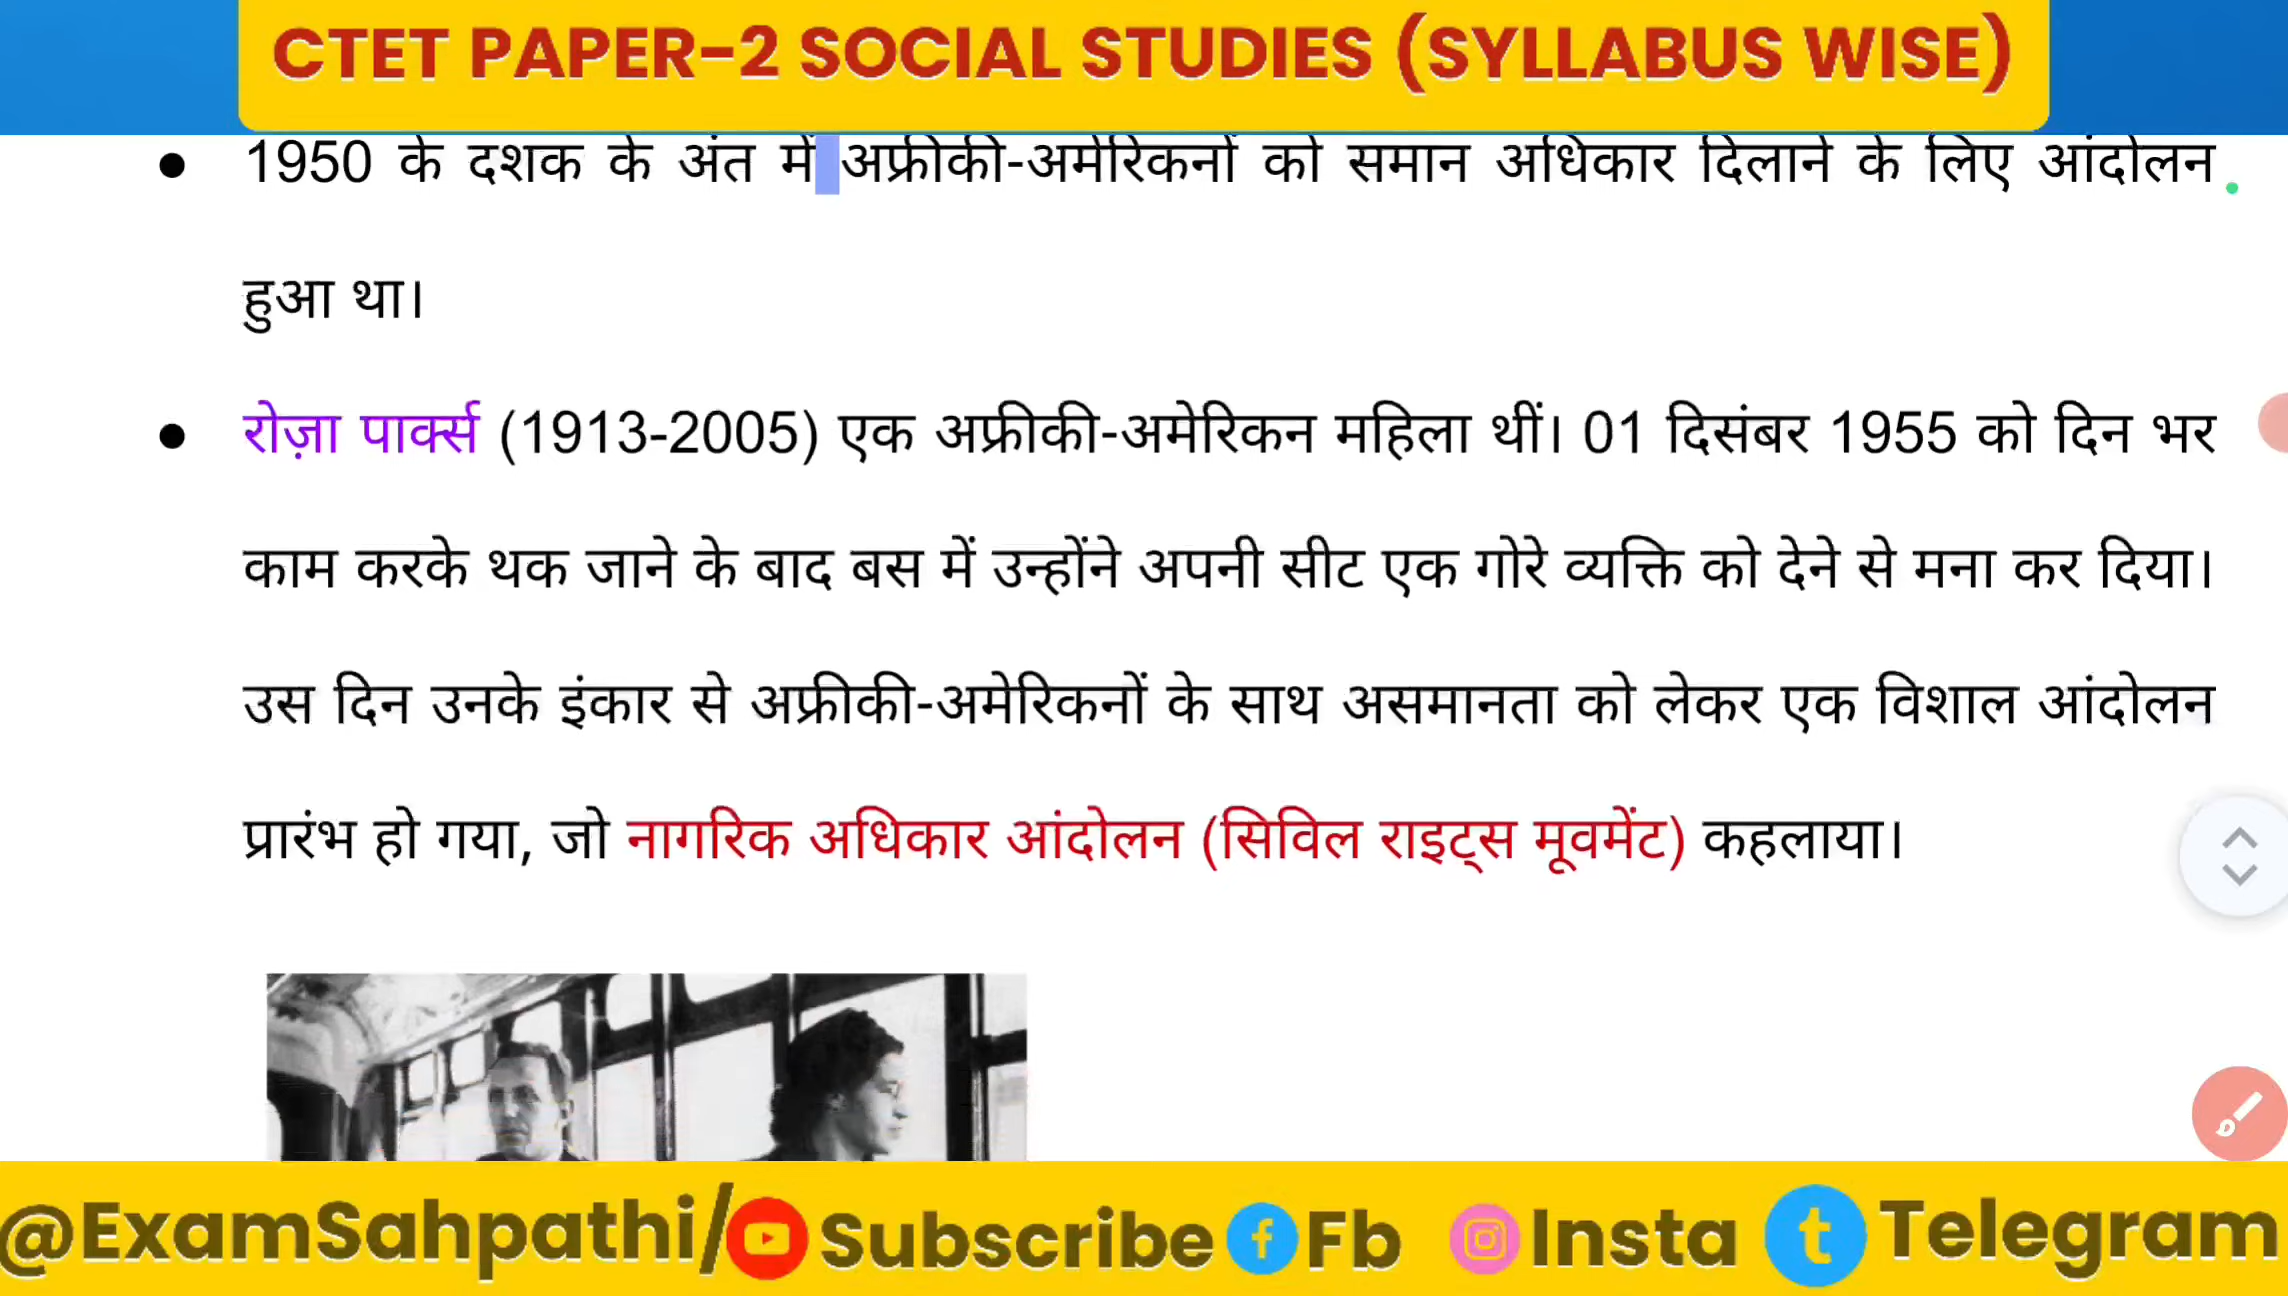 CTET PAPER-2 SOCIAL STUDIES (SYLLABUS WISE)
● 1950 के दशक के अंत में अफ्रीकी-अमेरिकनों को समान अधिकार दिलाने के लिए आंदोलन
हुआ था।
● रोज़ा पार्क्स (1913-2005) एक अफ्रीकी-अमेरिकन महिला थीं। 01 दिसंबर 1955 को दिन भर
काम करके थक जाने के बाद बस में उन्होंने अपनी सीट एक गोरे व्यक्ति को देने से मना कर दिया।
उस दिन उनके इंकार से अफ्रीकी-अमेरिकनों के साथ असमानता को लेकर एक विशाल आंदोलन
प्रारंभ हो गया, जो नागरिक अधिकार आंदोलन (सिविल राइट्स मूवमेंट) कहलाया।
@ExamSahpathi/ Subscribe Fb Insta Telegram